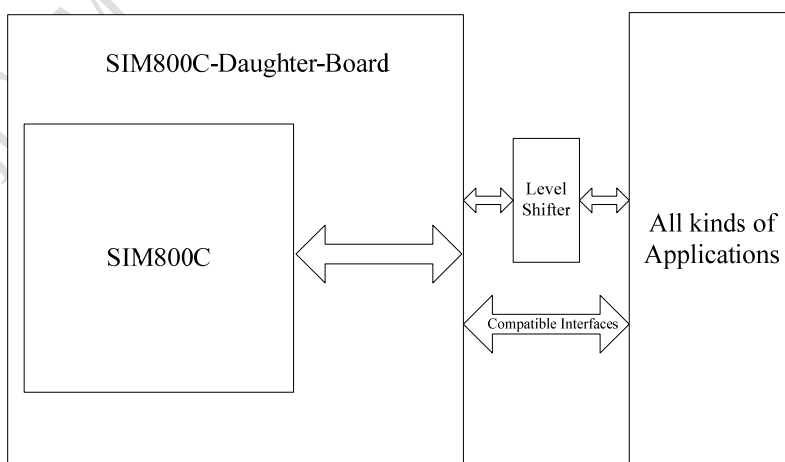 SIM800C-Daughter-Board
SIM800C
Level
Shifter
Compatible Interfaces
All kinds of
Applications